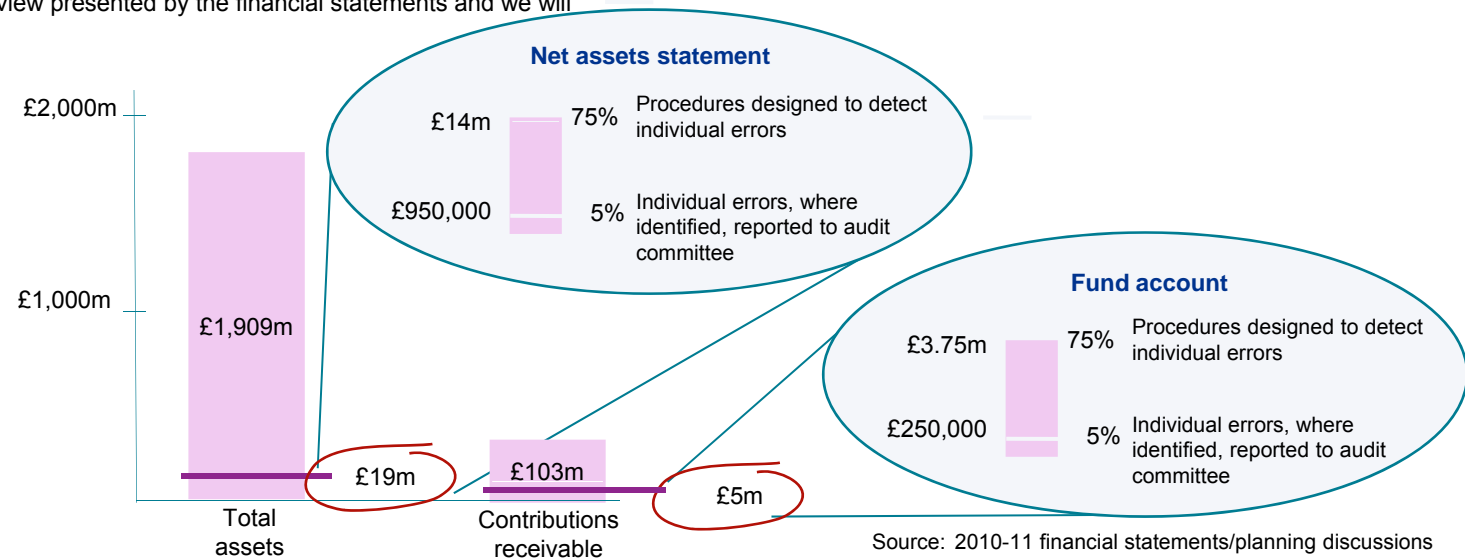 view presented by the financial statements and we will
Net assets statement
£2,000m
£14m
75%
Procedures designed to detect
individual errors
£950,000
5%
Individual errors, where
identified, reported to audit
committee
£1,000m
£1,909m
Fund account
£3.75m
75%
Procedures designed to detect
individual errors
£250,000
5%
Individual errors, where
identified, reported to audit
committee
£19m
£103m
£5m
Total
assets
Contributions
receivable
Source: 2010-11 financial statements/planning discussions